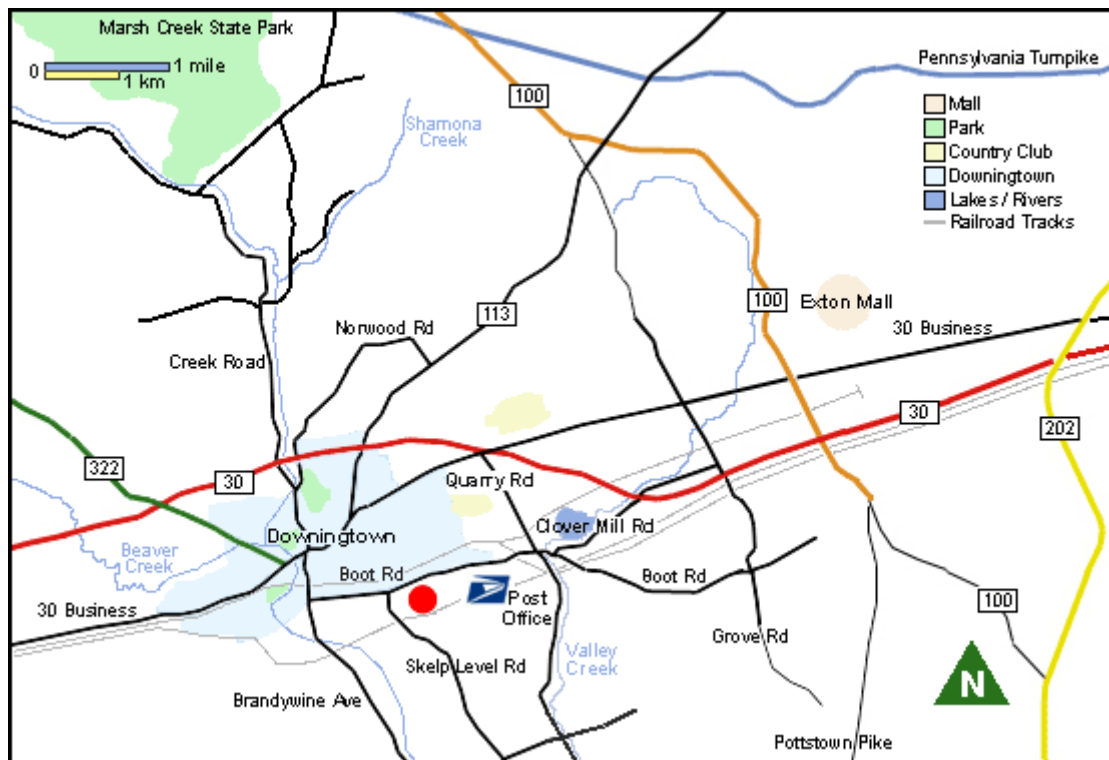 Marsh Creek State Park
0
1 mile
1 km
Pennsylvania Turnpike
100
Mall
Park
Country Club
Downingtown
Lakes / Rivers
Railroad Tracks
Shamona
Creek
113
Norwood Rd
Creek Road
100
Exton Mall
30 Business
30
202
322
30
Quarry Rd
Clover Mill Rd
Downingtown
Beaver
Creek
Boot Rd
Boot Rd
30 Business
Post
Office
Grove Rd
100
Skelp Level Rd
Valley
Creek
Brandywine Ave
N
Pottstown Pike